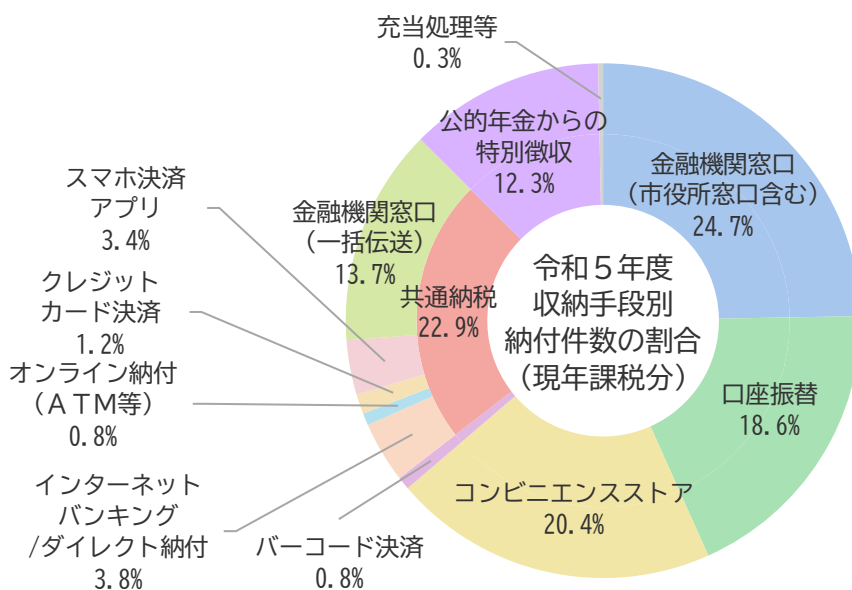 充当処理等
0.3%
公的年金からの
特別徴収
12.3%
金融機関窓口
（市役所窓口含む）
24.7%
スマホ決済
アプリ
3.4%
金融機関窓口
（一括伝送）
13.7%
クレジット
カード決済
1.2%
共通納税
22.9%
令和５年度
収納手段別
納付件数の割合
（現年課税分）
オンライン納付
（ＡＴＭ等）
0.8%
口座振替
18.6%
インターネット
バンキング
/ダイレクト納付
3.8%
バーコード決済
0.8%
コンビニエンスストア
20.4%